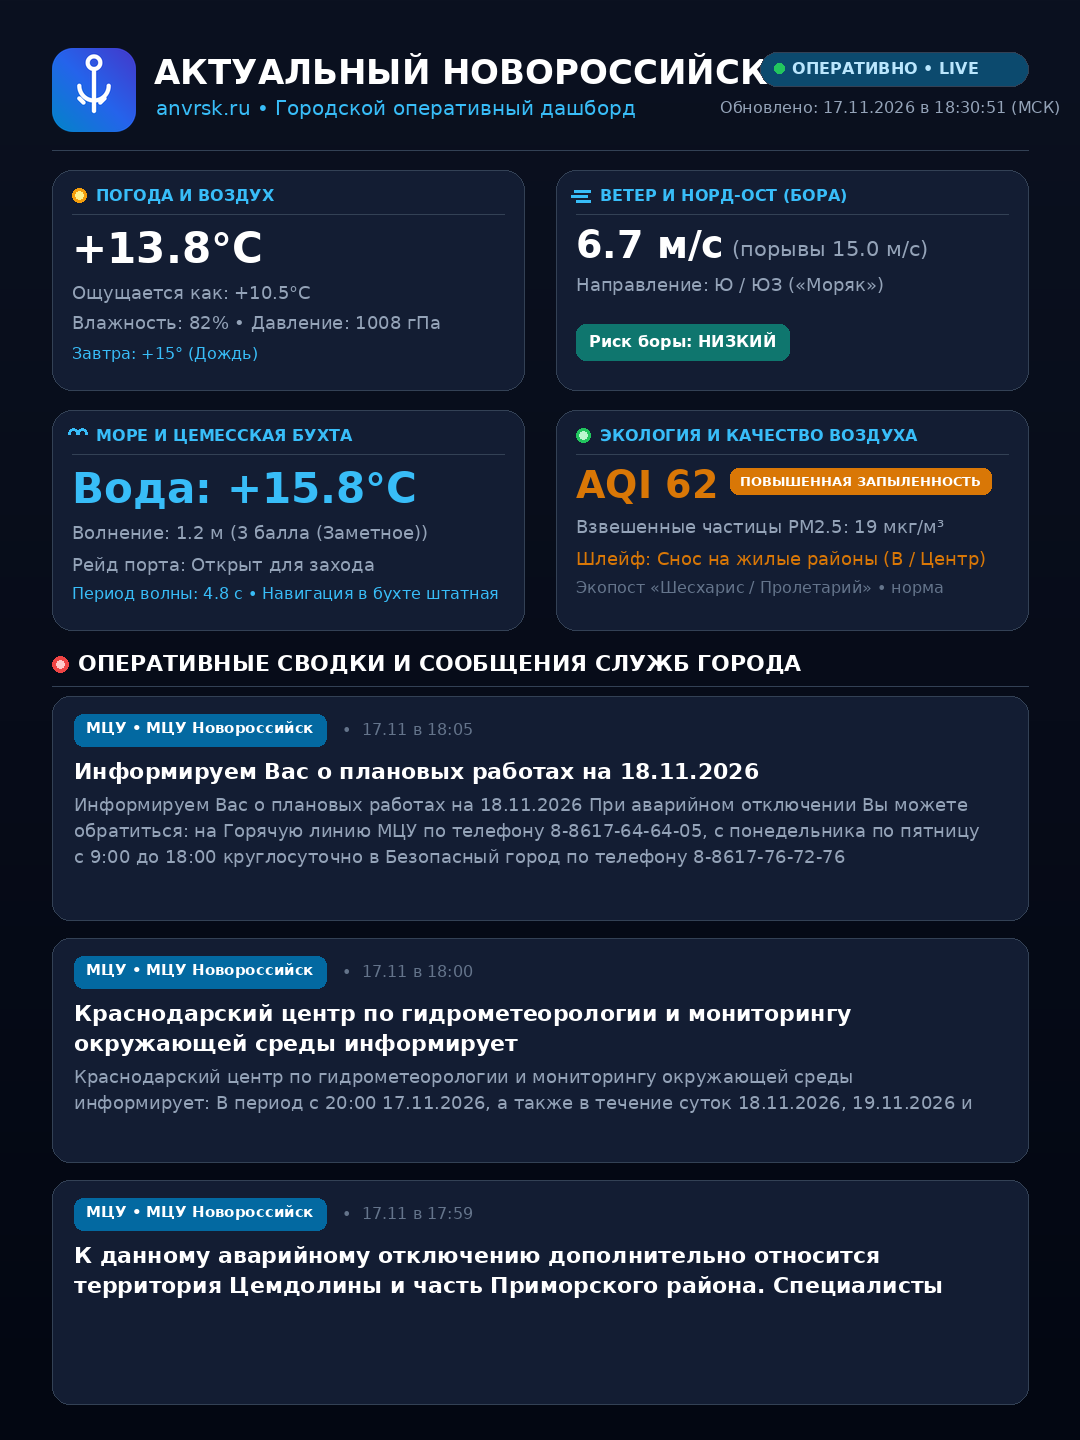 АКТУАЛЬНЫЙ НОВОРОССИЙСК
ОПЕРАТИВНО • LIVE
anvrsk.ru • Городской оперативный дашборд
Обновлено: 17.11.2026 в 18:30:51 (МСК)
ПОГОДА И ВОЗДУХ
+13.8°C
Ощущается как: +10.5°C
Влажность: 82% • Давление: 1008 гПа
Завтра: +15° (Дождь)
ВЕТЕР И НОРД-ОСТ (БОРА)
6.7 м/с (порывы 15.0 м/с)
Направление: Ю / ЮЗ («Моряк»)
Риск боры: НИЗКИЙ
МОРЕ И ЦЕМЕССКАЯ БУХТА
Вода: +15.8°C
Волнение: 1.2 м (3 балла (Заметное))
Рейд порта: Открыт для захода
Период волны: 4.8 с • Навигация в бухте штатная
ЭКОЛОГИЯ И КАЧЕСТВО ВОЗДУХА
AQI 62 ПОВЫШЕННАЯ ЗАПЫЛЕННОСТЬ
Взвешенные частицы PM2.5: 19 мкг/м³
Шлейф: Снос на жилые районы (В / Центр)
Экопост «Шесхарис / Пролетарий» • норма
ОПЕРАТИВНЫЕ СВОДКИ И СООБЩЕНИЯ СЛУЖБ ГОРОДА
МЦУ • МЦУ Новороссийск • 17.11 в 18:05
Информируем Вас о плановых работах на 18.11.2026
Информируем Вас о плановых работах на 18.11.2026 При аварийном отключении Вы можете
обратиться: на Горячую линию МЦУ по телефону 8-8617-64-64-05, с понедельника по пятницу
с 9:00 до 18:00 круглосуточно в Безопасный город по телефону 8-8617-76-72-76
МЦУ • МЦУ Новороссийск • 17.11 в 18:00
Краснодарский центр по гидрометеорологии и мониторингу
окружающей среды информирует
Краснодарский центр по гидрометеорологии и мониторингу окружающей среды
информирует: В период с 20:00 17.11.2026, а также в течение суток 18.11.2026, 19.11.2026 и
МЦУ • МЦУ Новороссийск • 17.11 в 17:59
К данному аварийному отключению дополнительно относится
территория Цемдолины и часть Приморского района. Специалисты